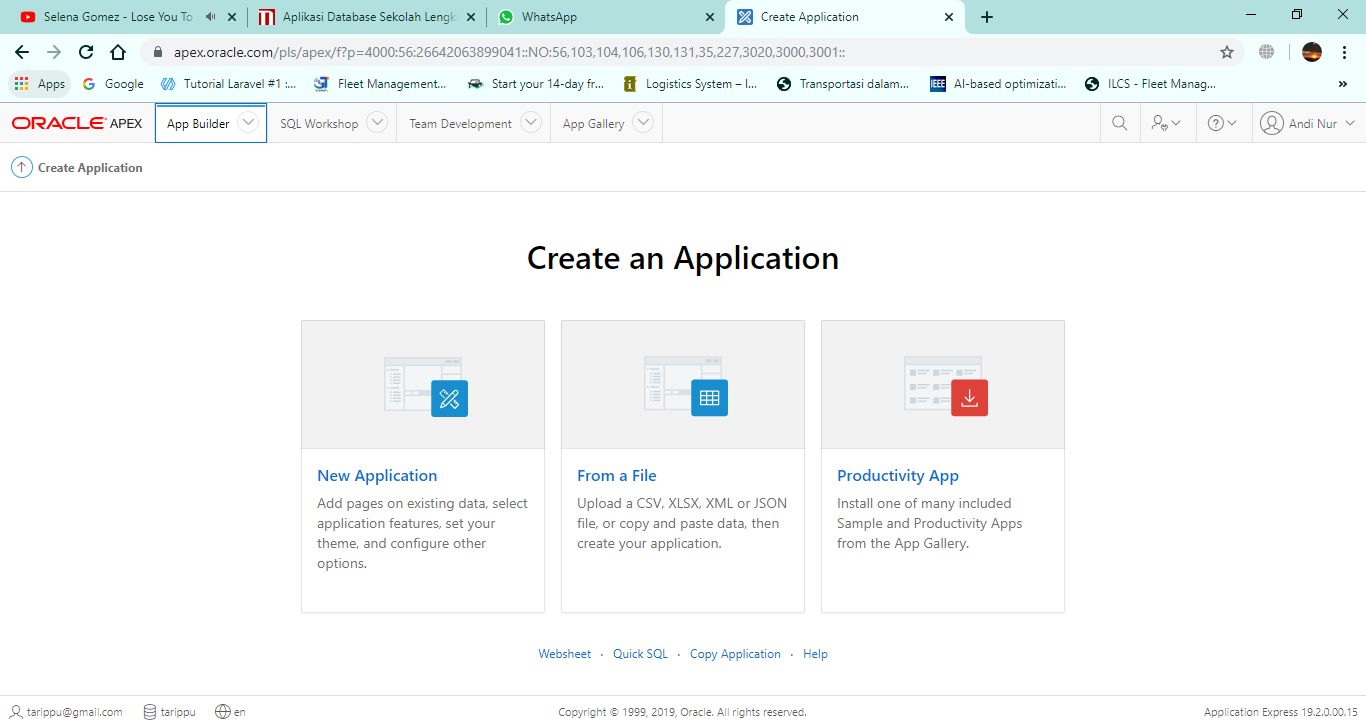 Selena Gomez - Lose You To
Aplikasi Database Sekolah Lengka
WhatsApp
Create Application
apex.oracle.com/pls/apex/f?p=4000:56:26642063899041::NO:56,103,104,106,130,131,35,227,3020,3000,3001::
Apps Google Tutorial Laravel #1 :... Fleet Management... Start your 14-day fr... Logistics System – I... Transportasi dalam... IEEE AI-based optimizati... ILCS - Fleet Manag... »
ORACLE APEX App Builder SQL Workshop Team Development App Gallery Andi Nur
Create Application
Create an Application
New Application
Add pages on existing data, select
application features, set your
theme, and configure other
options.
From a File
Upload a CSV, XLSX, XML or JSON
file, or copy and paste data, then
create your application.
Productivity App
Install one of many included
Sample and Productivity Apps
from the App Gallery.
Websheet · Quick SQL · Copy Application · Help
tarippu@gmail.com tarippu en Copyright © 1999, 2019, Oracle. All rights reserved. Application Express 19.2.0.00.15